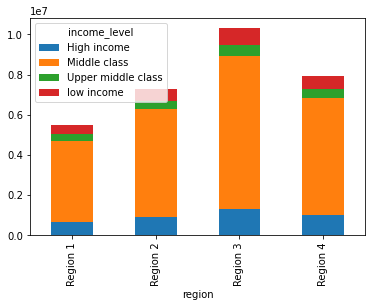 1e7
income_level
High income
Middle class
Upper middle class
low income
1.0
0.8
0.6
0.4
0.2
0.0
Region 1
Region 2
Region 3
Region 4
region